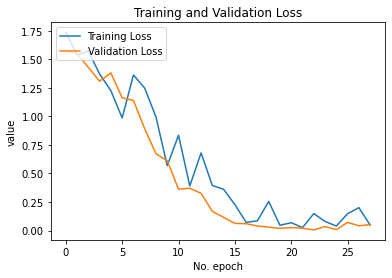 Training and Validation Loss
Training Loss
Validation Loss
value
1.75
1.50
1.25
1.00
0.75
0.50
0.25
0.00
0 5 10 15 20 25
No. epoch